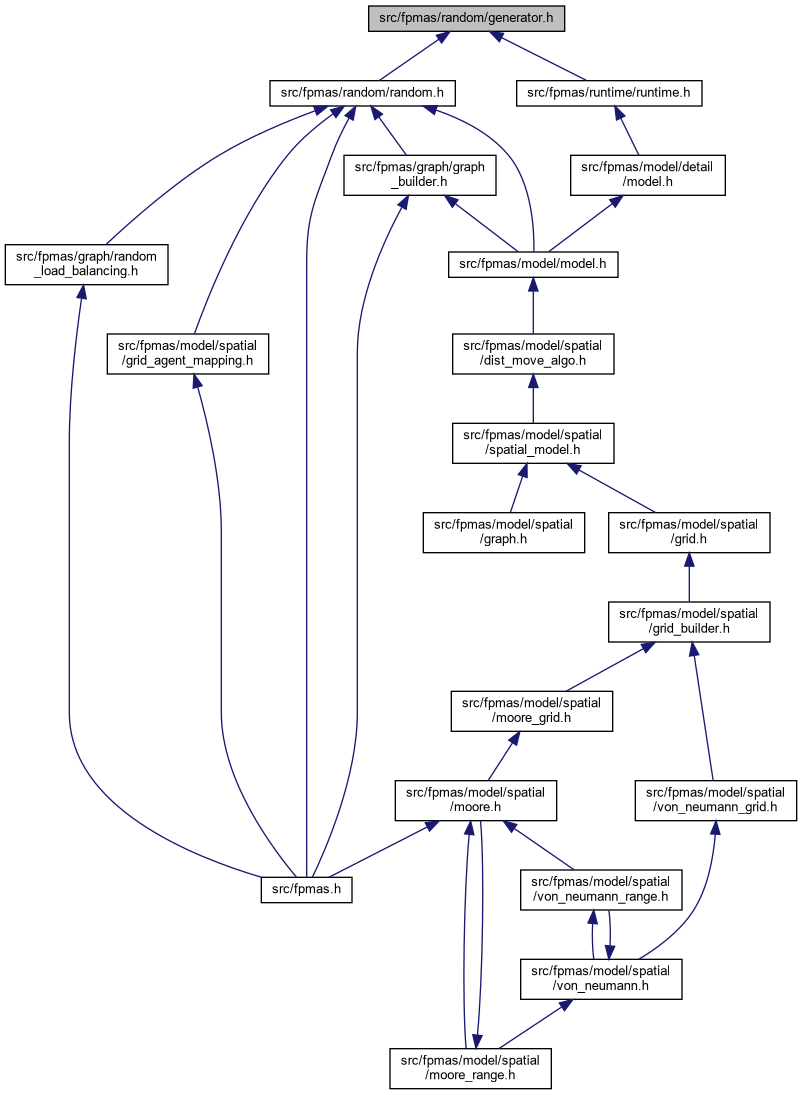 src/fpmas/random/generator.h
src/fpmas/random/random.h
src/fpmas/runtime/runtime.h
src/fpmas/graph/graph
_builder.h
src/fpmas/model/detail
/model.h
src/fpmas/graph/random
_load_balancing.h
src/fpmas/model/model.h
src/fpmas/model/spatial
/grid_agent_mapping.h
src/fpmas/model/spatial
/dist_move_algo.h
src/fpmas/model/spatial
/spatial_model.h
src/fpmas/model/spatial
/graph.h
src/fpmas/model/spatial
/grid.h
src/fpmas/model/spatial
/grid_builder.h
src/fpmas/model/spatial
/moore_grid.h
src/fpmas/model/spatial
/moore.h
src/fpmas/model/spatial
/von_neumann_grid.h
src/fpmas.h
src/fpmas/model/spatial
/von_neumann_range.h
src/fpmas/model/spatial
/von_neumann.h
src/fpmas/model/spatial
/moore_range.h